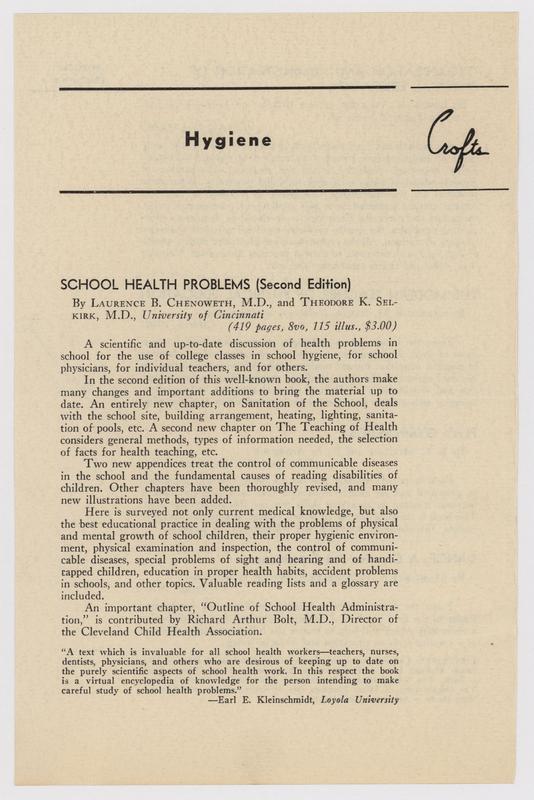 Hygiene
Crofts
SCHOOL HEALTH PROBLEMS (Second Edition)
By LAURENCE B. CHENOWETH, M.D., and THEODORE K. SEL-
KIRK, M.D., University of Cincinnati
(419 pages, 8vo, 115 illus., $3.00)
A scientific and up-to-date discussion of health problems in
school for the use of college classes in school hygiene, for school
physicians, for individual teachers, and for others.
In the second edition of this well-known book, the authors make
many changes and important additions to bring the material up to
date. An entirely new chapter, on Sanitation of the School, deals
with the school site, building arrangement, heating, lighting, sanita-
tion of pools, etc. A second new chapter on The Teaching of Health
considers general methods, types of information needed, the selection
of facts for health teaching, etc.
Two new appendices treat the control of communicable diseases
in the school and the fundamental causes of reading disabilities of
children. Other chapters have been thoroughly revised, and many
new illustrations have been added.
Here is surveyed not only current medical knowledge, but also
the best educational practice in dealing with the problems of physical
and mental growth of school children, their proper hygienic environ-
ment, physical examination and inspection, the control of communi-
cable diseases, special problems of sight and hearing and of handi-
capped children, education in proper health habits, accident problems
in schools, and other topics. Valuable reading lists and a glossary are
included.
An important chapter, "Outline of School Health Administra-
tion," is contributed by Richard Arthur Bolt, M.D., Director of
the Cleveland Child Health Association.
"A text which is invaluable for all school health workers—teachers, nurses,
dentists, physicians, and others who are desirous of keeping up to date on
the purely scientific aspects of school health work. In this respect the book
is a virtual encyclopedia of knowledge for the person intending to make
careful study of school health problems."
—Earl E. Kleinschmidt, Loyola University